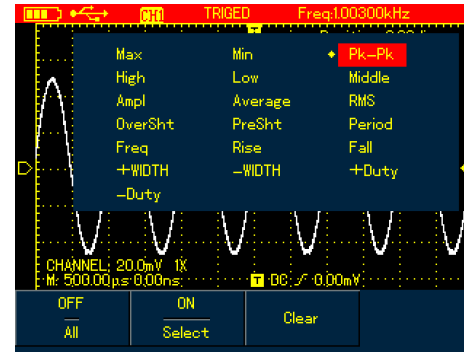 CH1 TRIGED Freq:1.00300kHz
Max Min Pk-Pk
High Low Middle
Ampl Average RMS
OverSht PreSht Period
Freq Rise Fall
+WIDTH -WIDTH +Duty
-Duty
CHANNEL: 20.0mV 1X
M: 500.00µs 0.00ns T DC: 0.00mV
OFF ON
All Select Clear